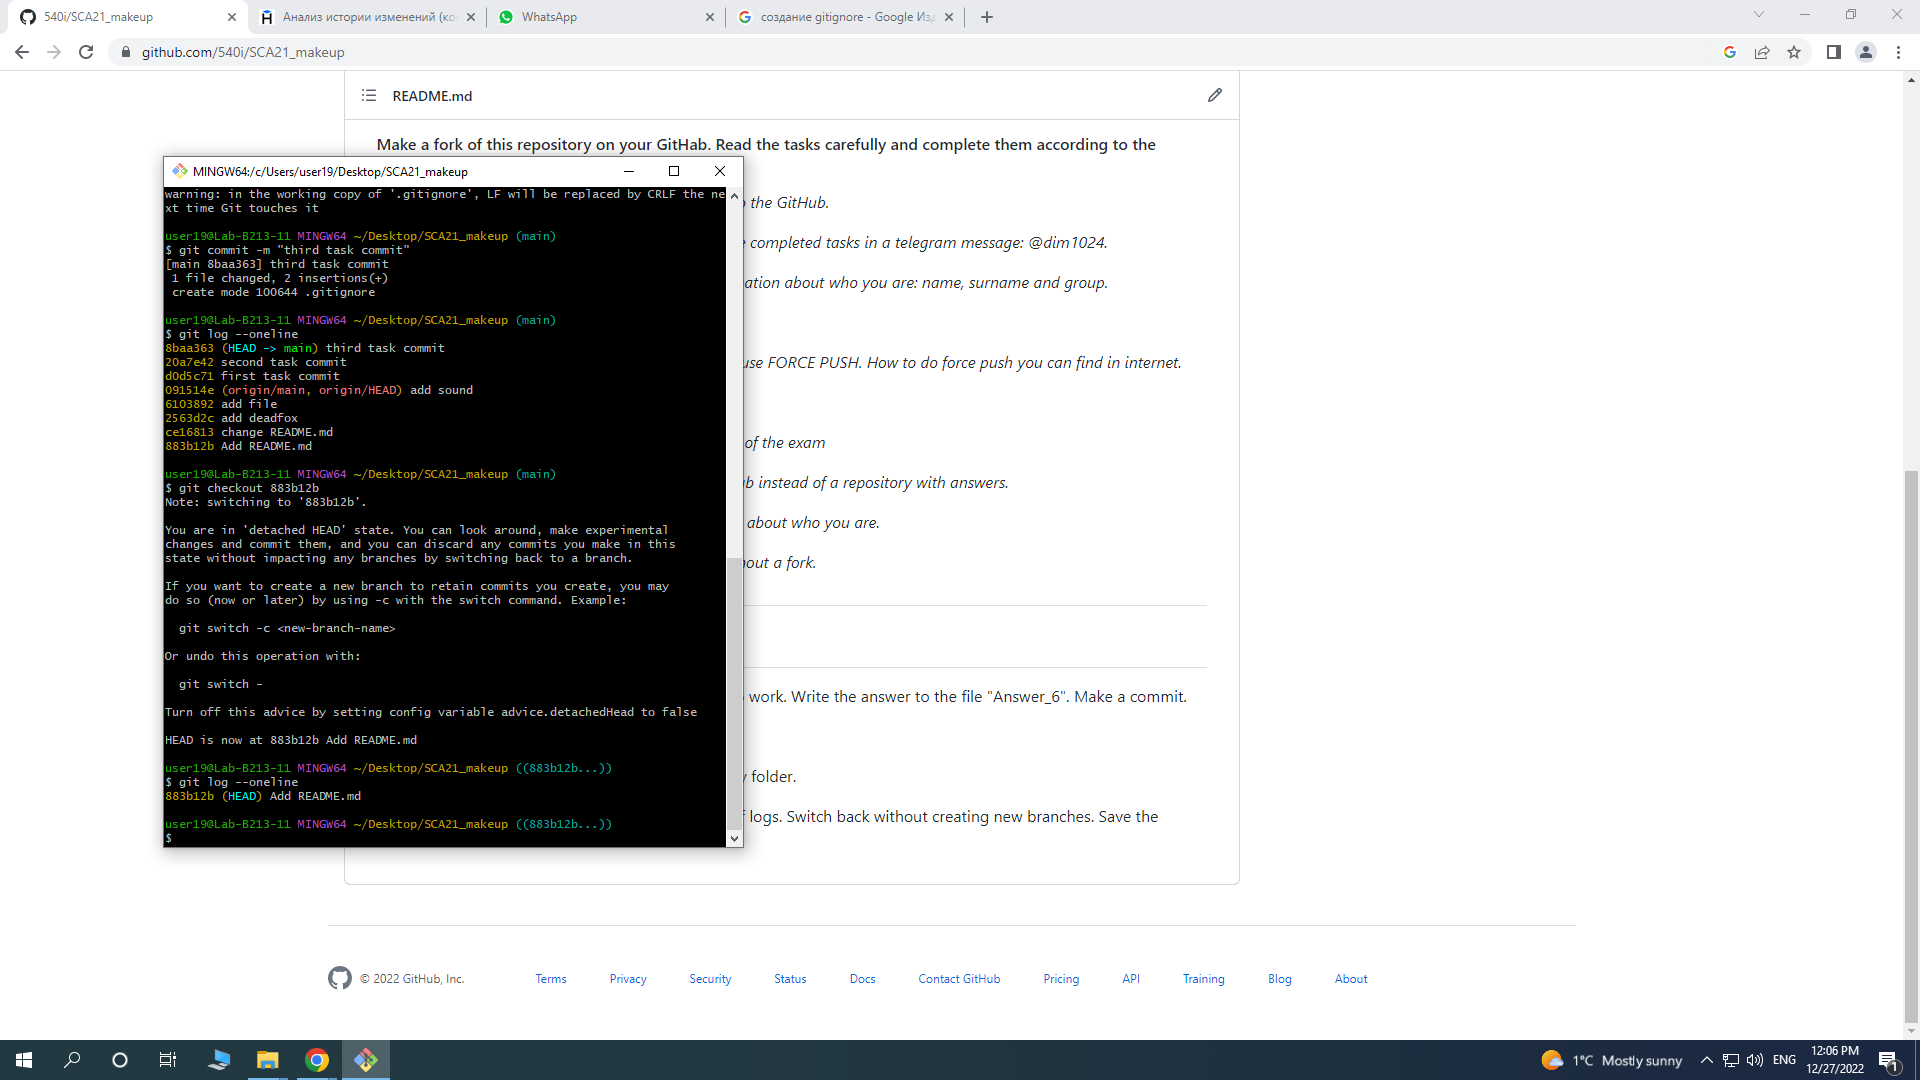 540i/SCA21_makeup
Анализ истории изменений (ко
WhatsApp
создание gitignore - Google Из
github.com/540i/SCA21_makeup
README.md
Make a fork of this repository on your GitHab. Read the tasks carefully and complete them according to the
MINGW64:/c/Users/user19/Desktop/SCA21_makeup
warning: in the working copy of '.gitignore', LF will be replaced by CRLF the ne
xt time Git touches it
user19@Lab-B213-11 MINGW64 ~/Desktop/SCA21_makeup (main)
$ git commit -m "third task commit"
[main 8baa363] third task commit
1 file changed, 2 insertions(+)
create mode 100644 .gitignore
user19@Lab-B213-11 MINGW64 ~/Desktop/SCA21_makeup (main)
$ git log --oneline
8baa363 (HEAD -> main) third task commit
20a7e42 second task commit
d0d5c71 first task commit
091514e (origin/main, origin/HEAD) add sound
6103892 add file
2563d2c add deadfox
ce16813 change README.md
883b12b Add README.md
user19@Lab-B213-11 MINGW64 ~/Desktop/SCA21_makeup (main)
$ git checkout 883b12b
Note: switching to '883b12b'.
You are in 'detached HEAD' state. You can look around, make experimental
changes and commit them, and you can discard any commits you make in this
state without impacting any branches by switching back to a branch.
If you want to create a new branch to retain commits you create, you may
do so (now or later) by using -c with the switch command. Example:
git switch -c <new-branch-name>
Or undo this operation with:
git switch -
Turn off this advice by setting config variable advice.detachedHead to false
HEAD is now at 883b12b Add README.md
user19@Lab-B213-11 MINGW64 ~/Desktop/SCA21_makeup ((883b12b...))
$ git log --oneline
883b12b (HEAD) Add README.md
user19@Lab-B213-11 MINGW64 ~/Desktop/SCA21_makeup ((883b12b...))
$
the GitHub.
completed tasks in a telegram message: @dim1024.
ation about who you are: name, surname and group.
use FORCE PUSH. How to do force push you can find in internet.
of the exam
b instead of a repository with answers.
about who you are.
hout a fork.
work. Write the answer to the file "Answer_6". Make a commit.
folder.
logs. Switch back without creating new branches. Save the
© 2022 GitHub, Inc.
Terms
Privacy
Security
Status
Docs
Contact GitHub
Pricing
API
Training
Blog
About
1°C Mostly sunny
ENG
12:06 PM
12/27/2022
1